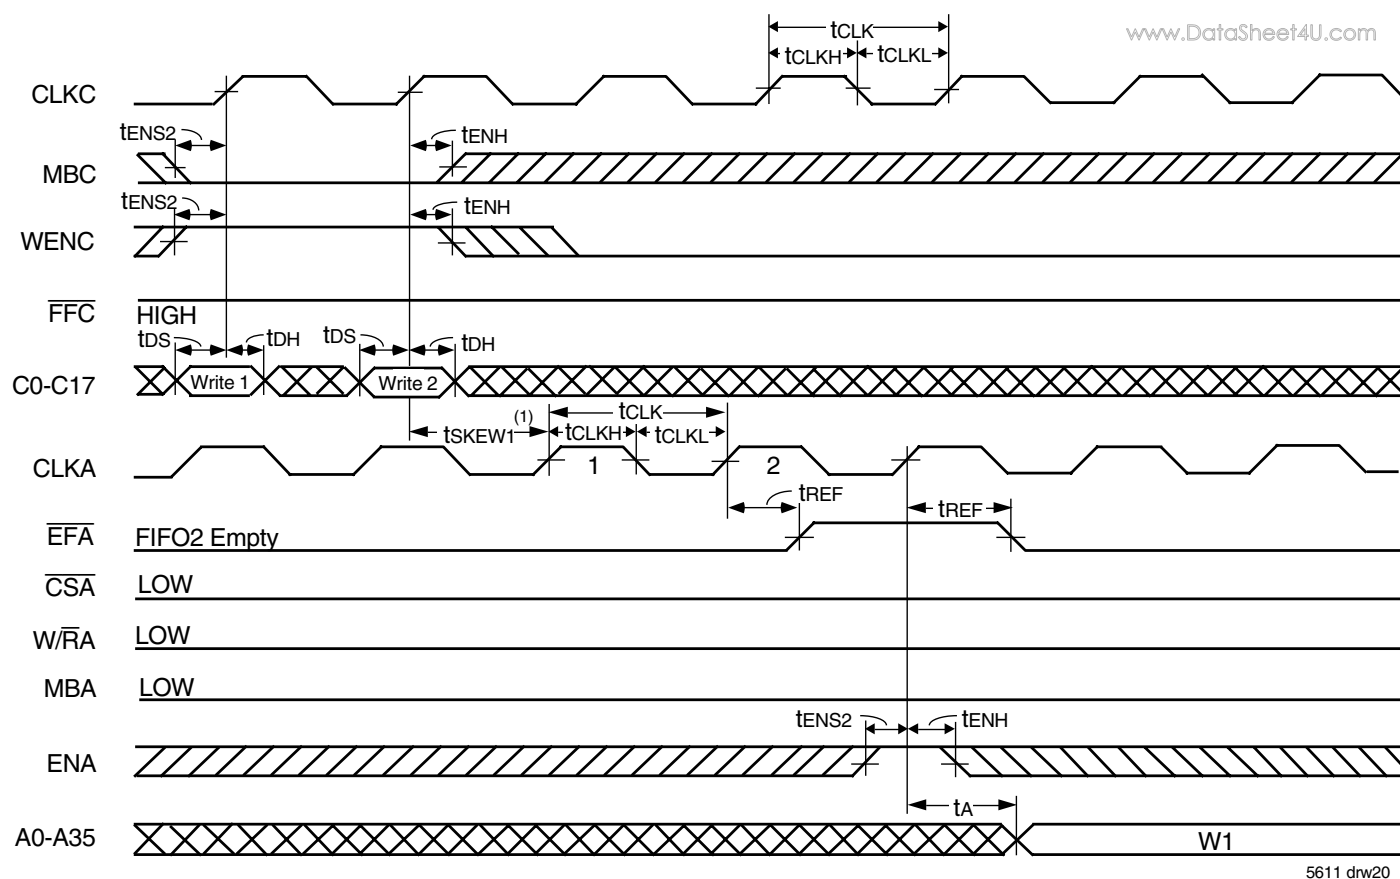 www.DataSheet4U.com
tCLK
tCLKH tCLKL
CLKC
tENS2 tENH
MBC
tENS2 tENH
WENC
FFC HIGH
tDS tDH tDS tDH
C0-C17 Write 1 Write 2
tSKEW1(1) tCLK
tCLKH tCLKL
CLKA 1 2
tREF tREF
EFA FIFO2 Empty
CSA LOW
W/RA LOW
MBA LOW
tENS2 tENH
ENA
tA
A0-A35 W1
5611 drw20